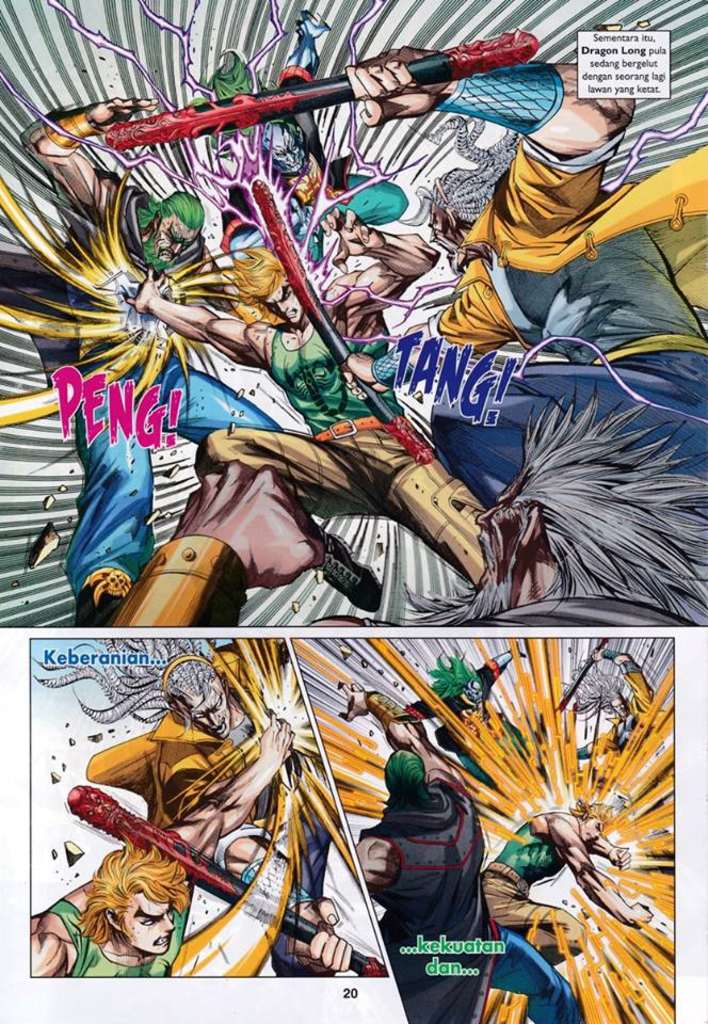 Sementara itu,
Dragon Long pula
sedang bergelut
dengan seorang lagi
lawan yang ketat.
PENG!
TANG!
Keberanian...
...kekuatan
dan...
20